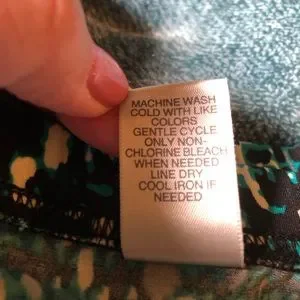 MACHINE WASH
COLD WITH LIKE
COLORS
GENTLE CYCLE
ONLY NON-
CHLORINE BLEACH
WHEN NEEDED
LINE DRY
COOL IRON IF
NEEDED